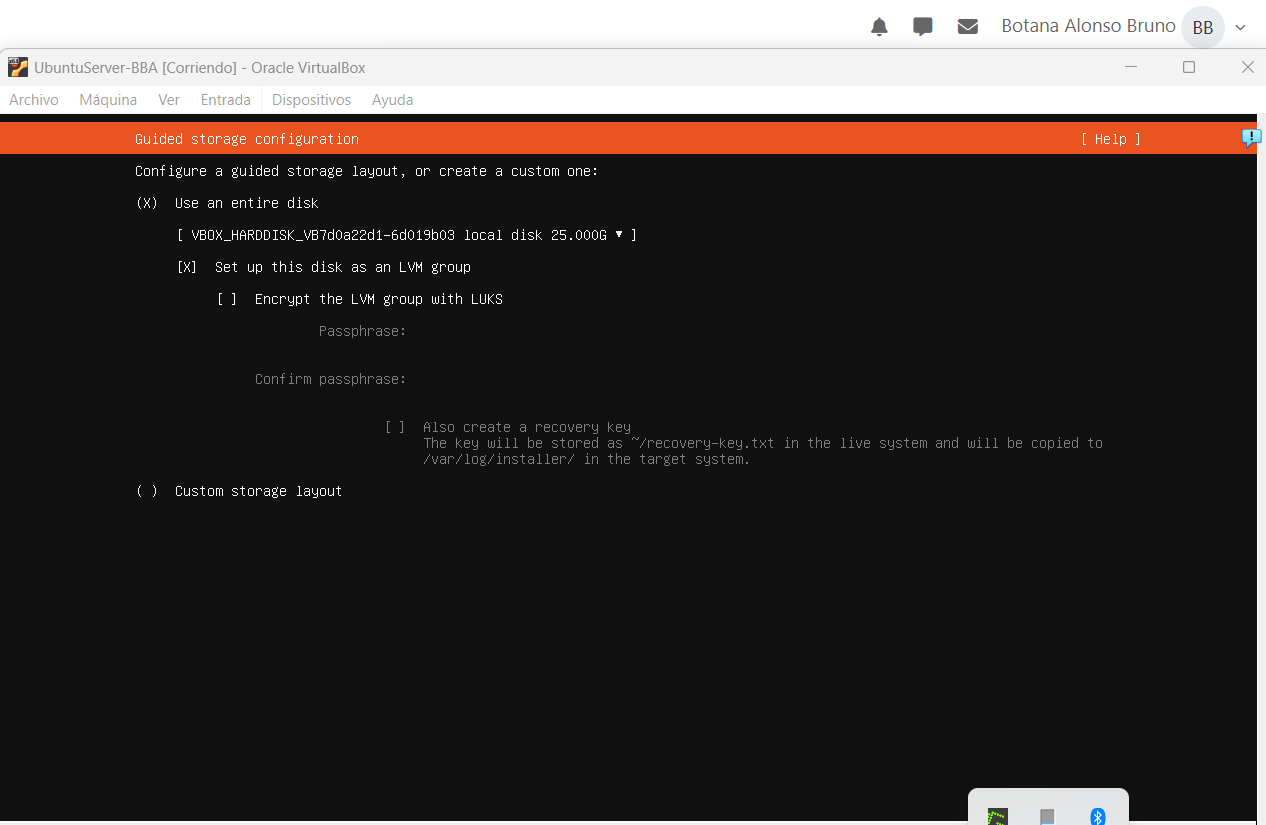 Botana Alonso Bruno BB
UbuntuServer-BBA [Corriendo] - Oracle VirtualBox
Archivo Máquina Ver Entrada Dispositivos Ayuda
Guided storage configuration [ Help ]
Configure a guided storage layout, or create a custom one:
(X) Use an entire disk
[ VBOX_HARDDISK_VB7d0a22d1-6d019b03 local disk 25.000G ▾ ]
[X] Set up this disk as an LVM group
[ ] Encrypt the LVM group with LUKS
Passphrase:
Confirm passphrase:
[ ] Also create a recovery key
The key will be stored as ~/recovery-key.txt in the live system and will be copied to
/var/log/installer/ in the target system.
( ) Custom storage layout